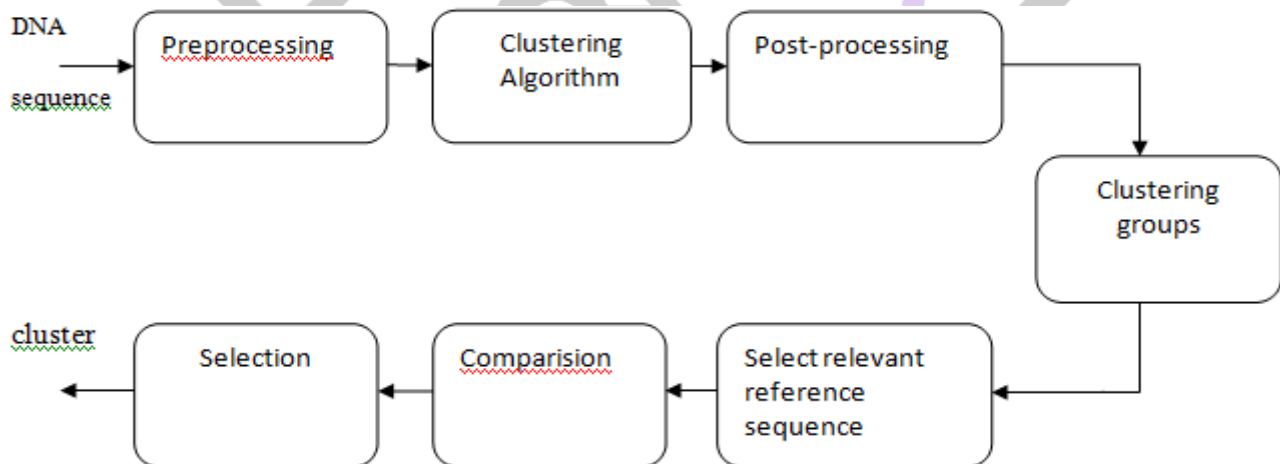 DNA
sequence
Preprocessing
Clustering
Algorithm
Post-processing
Clustering
groups
Select relevant
reference
sequence
Comparision
Selection
cluster